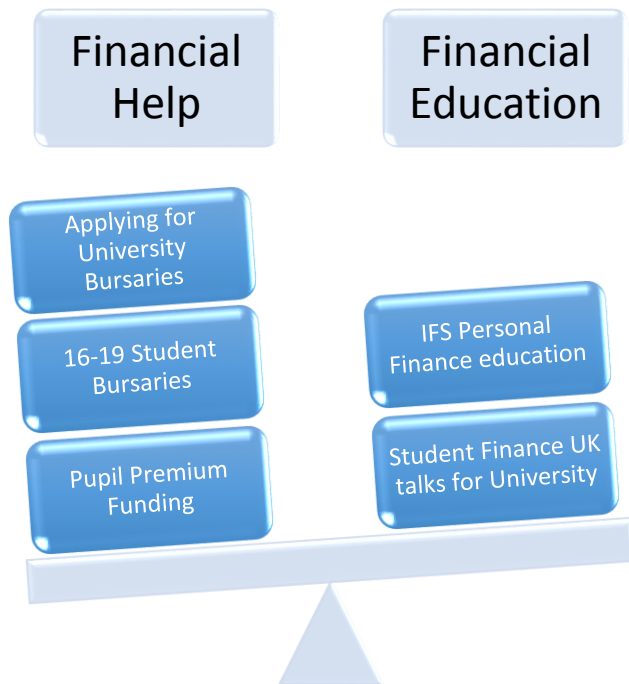 Financial
Help
Financial
Education
Applying for
University
Bursaries
16-19 Student
Bursaries
Pupil Premium
Funding
IFS Personal
Finance education
Student Finance UK
talks for University